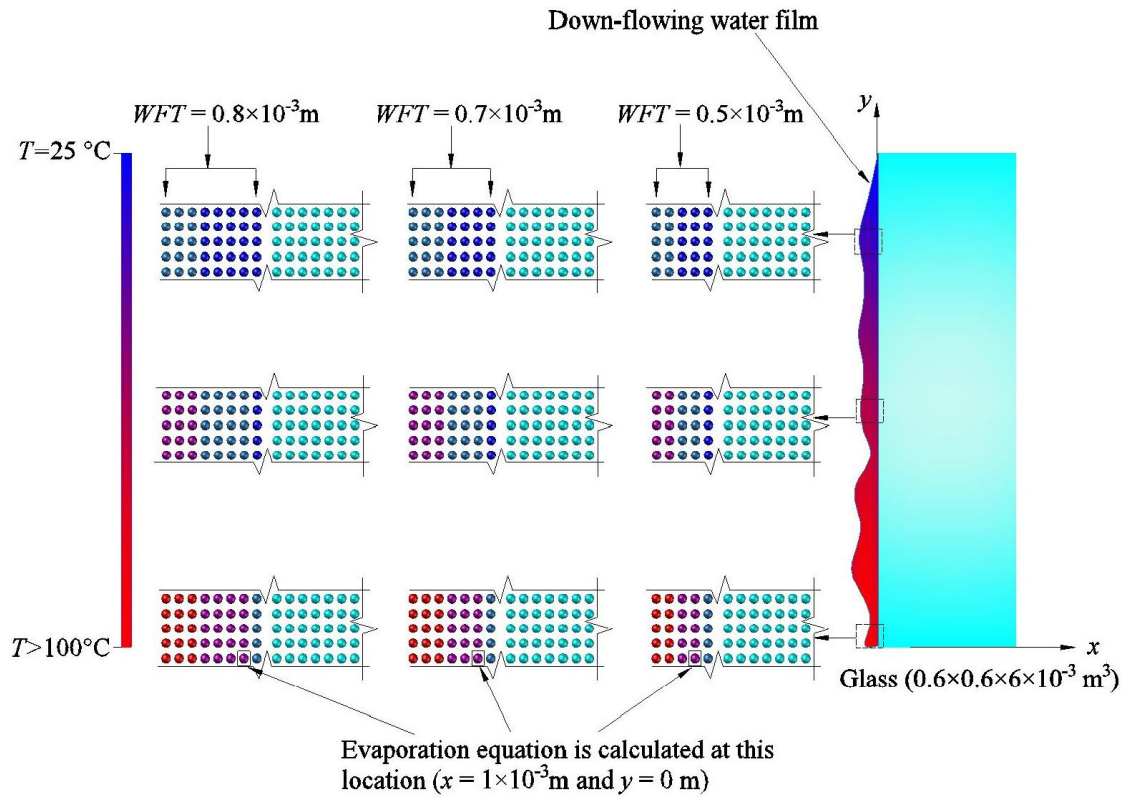 Down-flowing water film
WFT = 0.8×10⁻³m
WFT = 0.7×10⁻³m
WFT = 0.5×10⁻³m
y
T=25 °C
T>100°C
x
Glass (0.6×0.6×6×10⁻³ m³)
Evaporation equation is calculated at this
location (x = 1×10⁻³m and y = 0 m)